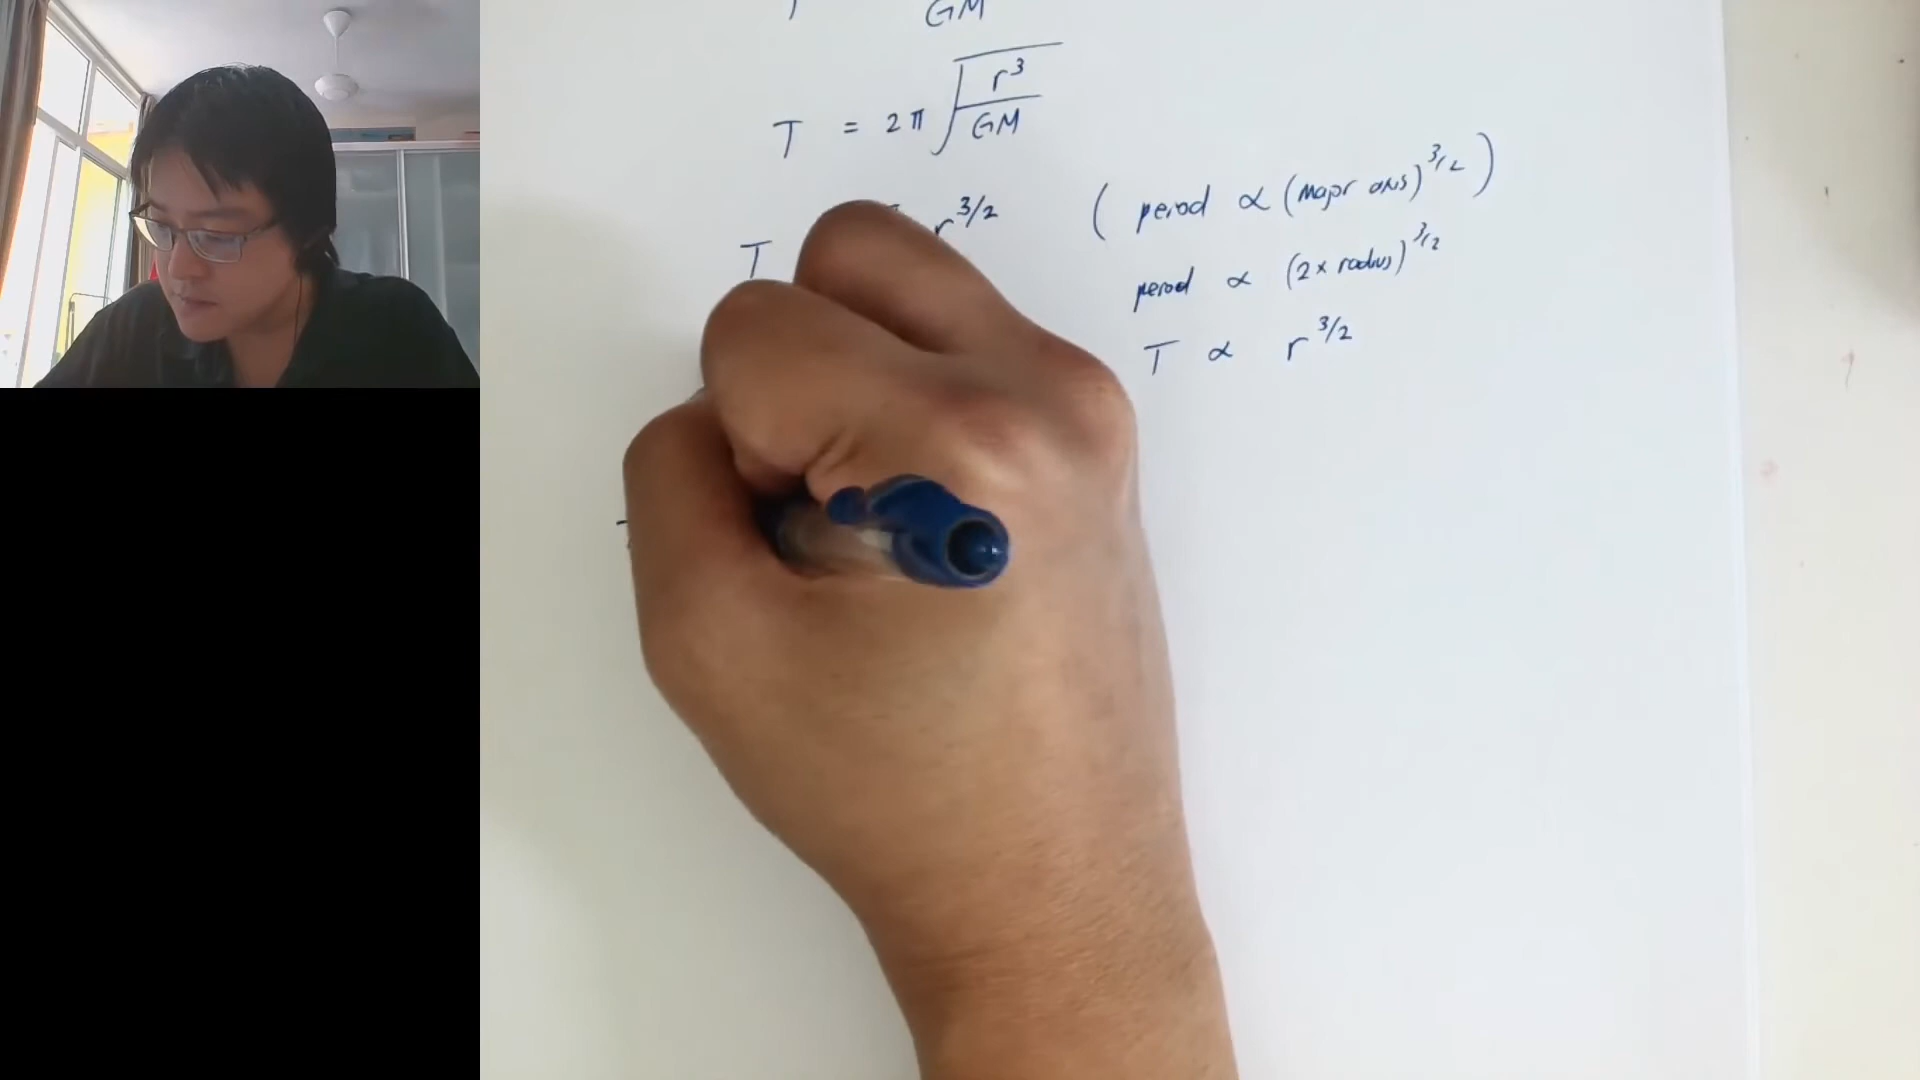 GM
T = 2π √(r³/GM)
T r^3/2
( period ∝ (major axis)^3/2 )
period ∝ (2 × radius)^3/2
T ∝ r^3/2